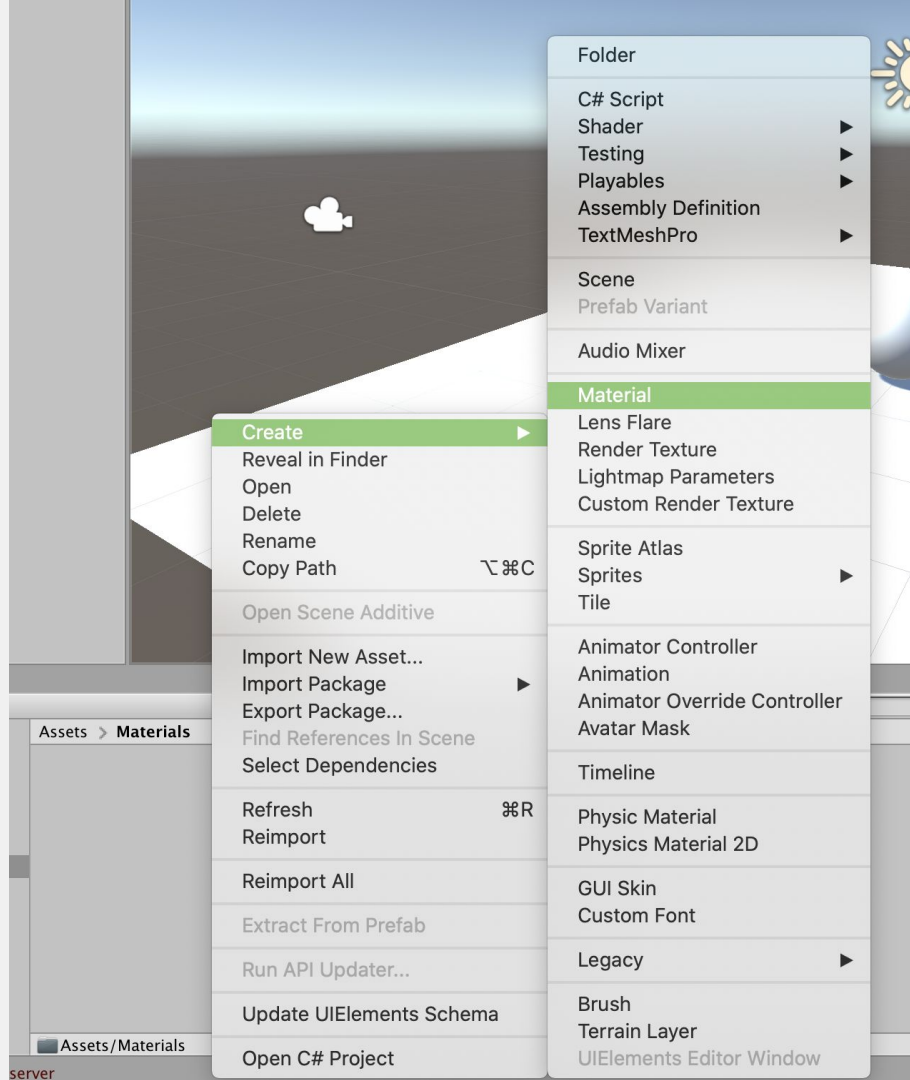 Folder
C# Script
Shader
Testing
Playables
Assembly Definition
TextMeshPro
Scene
Prefab Variant
Audio Mixer
Material
Lens Flare
Render Texture
Lightmap Parameters
Custom Render Texture
Sprite Atlas
Sprites
Tile
Animator Controller
Animation
Animator Override Controller
Avatar Mask
Timeline
Physic Material
Physics Material 2D
GUI Skin
Custom Font
Legacy
Brush
Terrain Layer
UIElements Editor Window
Create
Reveal in Finder
Open
Delete
Rename
Copy Path ⌥⌘C
Open Scene Additive
Import New Asset...
Import Package
Export Package...
Find References In Scene
Select Dependencies
Refresh ⌘R
Reimport
Reimport All
Extract From Prefab
Run API Updater...
Update UIElements Schema
Open C# Project
Assets > Materials
Assets/Materials
server